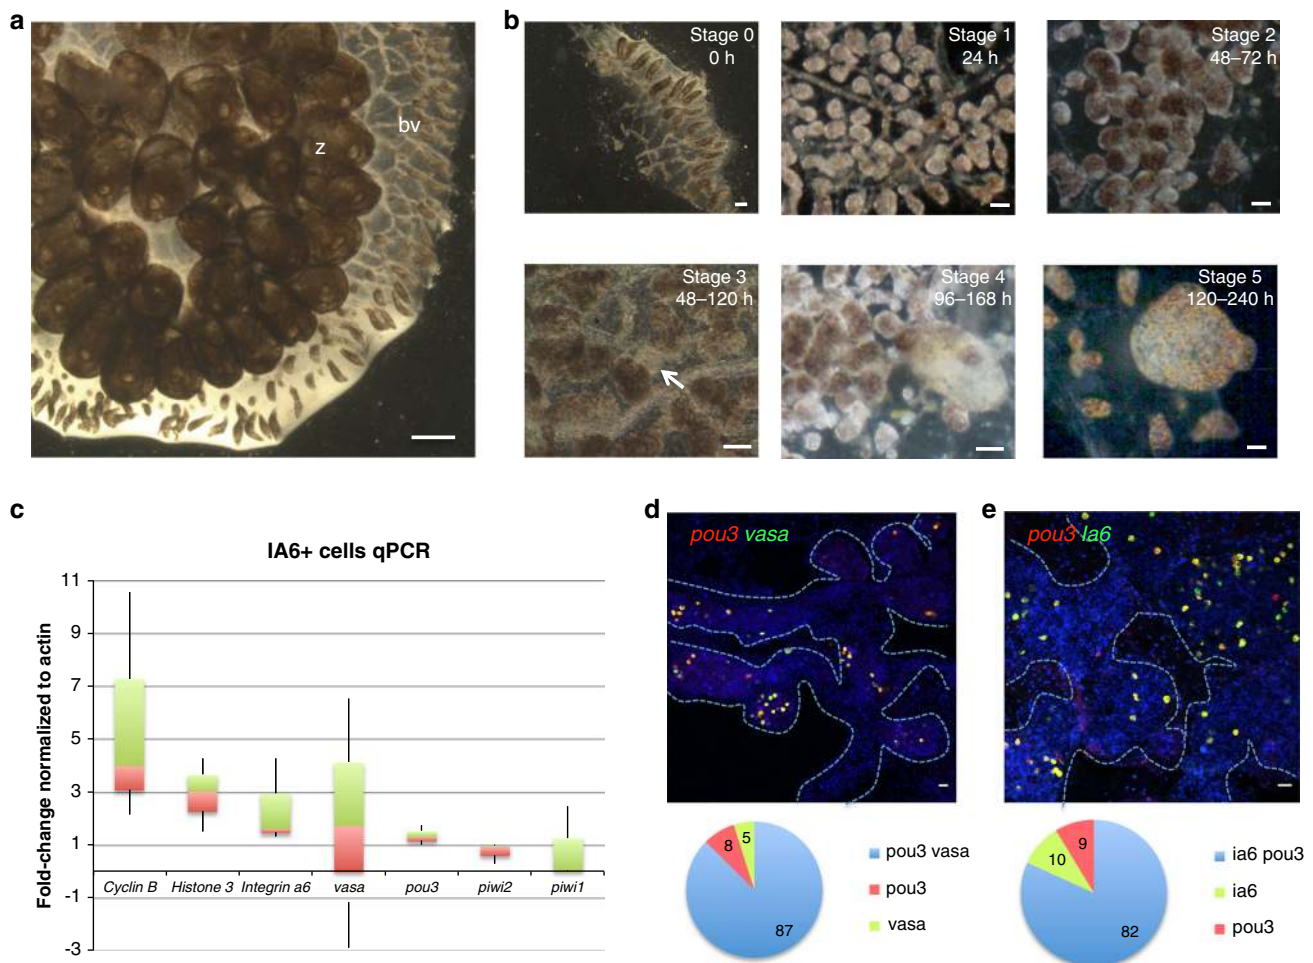 a
bv
z
b
Stage 0
0 h
Stage 1
24 h
Stage 2
48–72 h
Stage 3
48–120 h
Stage 4
96–168 h
Stage 5
120–240 h
c
IA6+ cells qPCR
Fold-change normalized to actin
11
9
7
5
3
1
-1
-3
Cyclin B
Histone 3
Integrin a6
vasa
pou3
piwi2
piwi1
d
pou3 vasa
8
5
87
pou3 vasa
pou3
vasa
e
pou3 Ia6
10
9
82
ia6 pou3
ia6
pou3